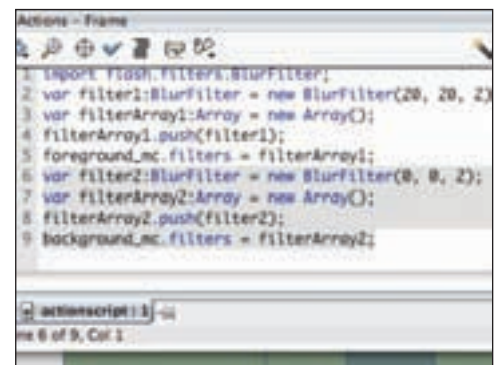 Actions - Frame
1 import flash.filters.BlurFilter;
2 var filter1:BlurFilter = new BlurFilter(20, 20, 2)
3 var filterArray1:Array = new Array();
4 filterArray1.push(filter1);
5 foreground_mc.filters = filterArray1;
6 var filter2:BlurFilter = new BlurFilter(0, 0, 2);
7 var filterArray2:Array = new Array();
8 filterArray2.push(filter2);
9 background_mc.filters = filterArray2;
actionscript : 1
ne 6 of 9, Col 1